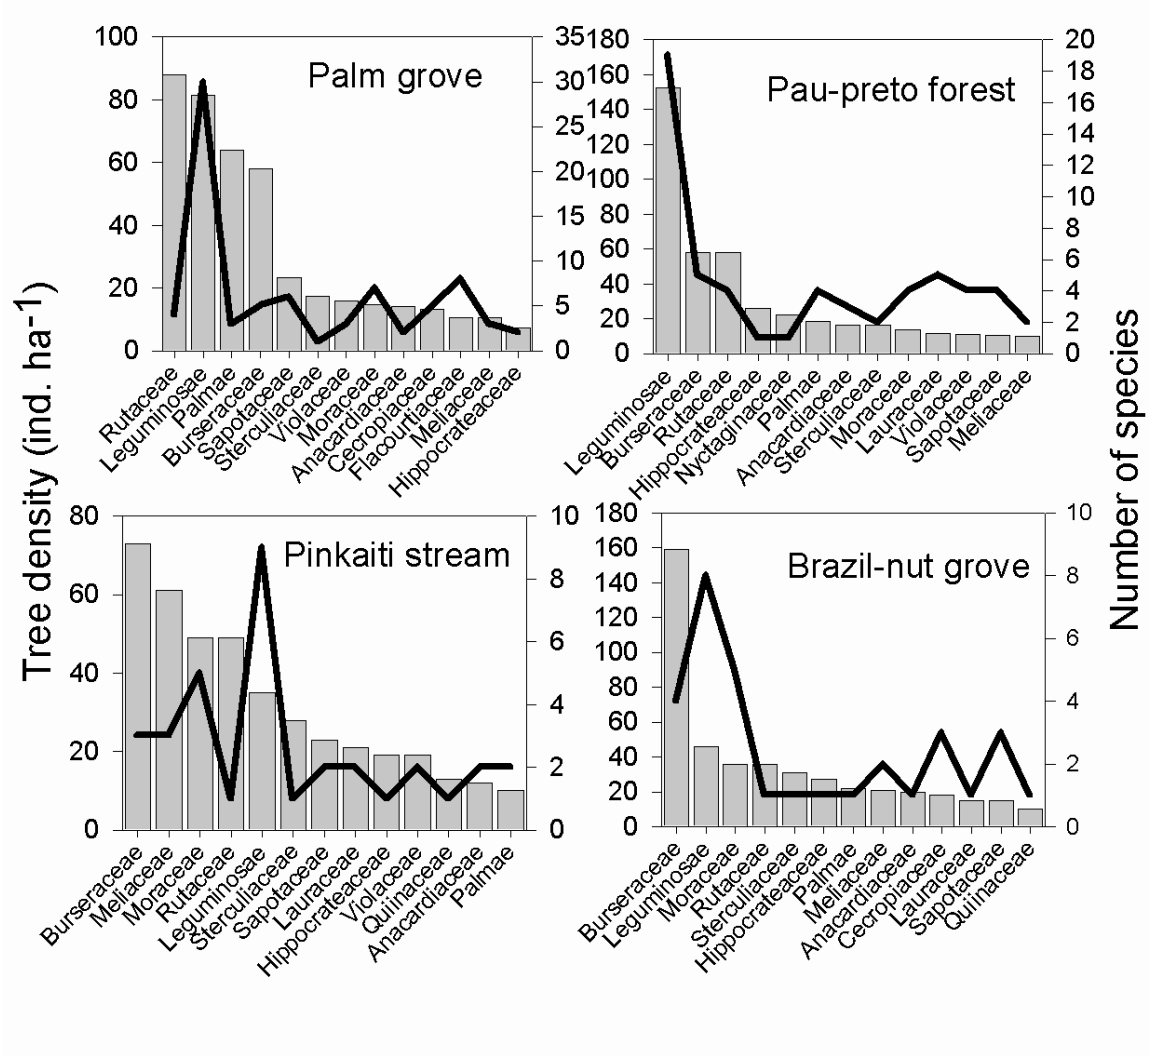 Tree density (ind. ha⁻¹)
Number of species
Palm grove
100
80
60
40
20
0
35
30
25
20
15
10
5
0
Rutaceae
Leguminosae
Palmae
Burseraceae
Sapotaceae
Sterculiaceae
Violaceae
Moraceae
Anacardiaceae
Cecropiaceae
Flacourtiaceae
Meliaceae
Hippocrateaceae
Pau-preto forest
180
160
140
120
100
80
60
40
20
0
20
18
16
14
12
10
8
6
4
2
0
Leguminosae
Burseraceae
Rutaceae
Hippocrateaceae
Nyctaginaceae
Palmae
Anacardiaceae
Sterculiaceae
Moraceae
Lauraceae
Violaceae
Sapotaceae
Meliaceae
Pinkaiti stream
80
60
40
20
0
10
8
6
4
2
0
Burseraceae
Meliaceae
Moraceae
Rutaceae
Leguminosae
Sterculiaceae
Sapotaceae
Lauraceae
Hippocrateaceae
Violaceae
Quiinaceae
Anacardiaceae
Palmae
Brazil-nut grove
180
160
140
120
100
80
60
40
20
0
10
8
6
4
2
0
Burseraceae
Leguminosae
Moraceae
Rutaceae
Sterculiaceae
Hippocrateaceae
Palmae
Meliaceae
Anacardiaceae
Cecropiaceae
Lauraceae
Sapotaceae
Quiinaceae